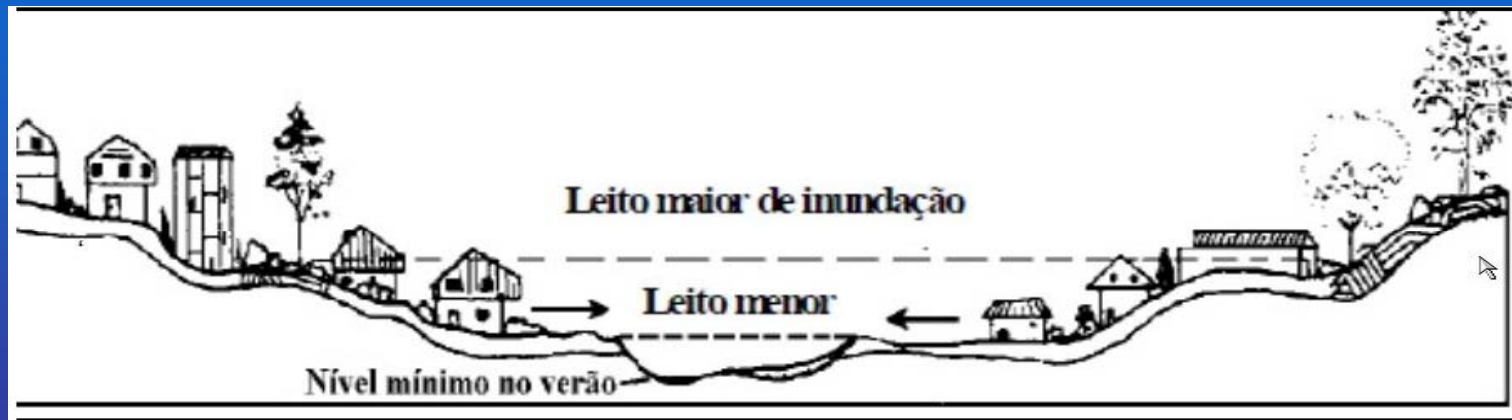 Leito maior de inundação
Leito menor
Nível mínimo no verão